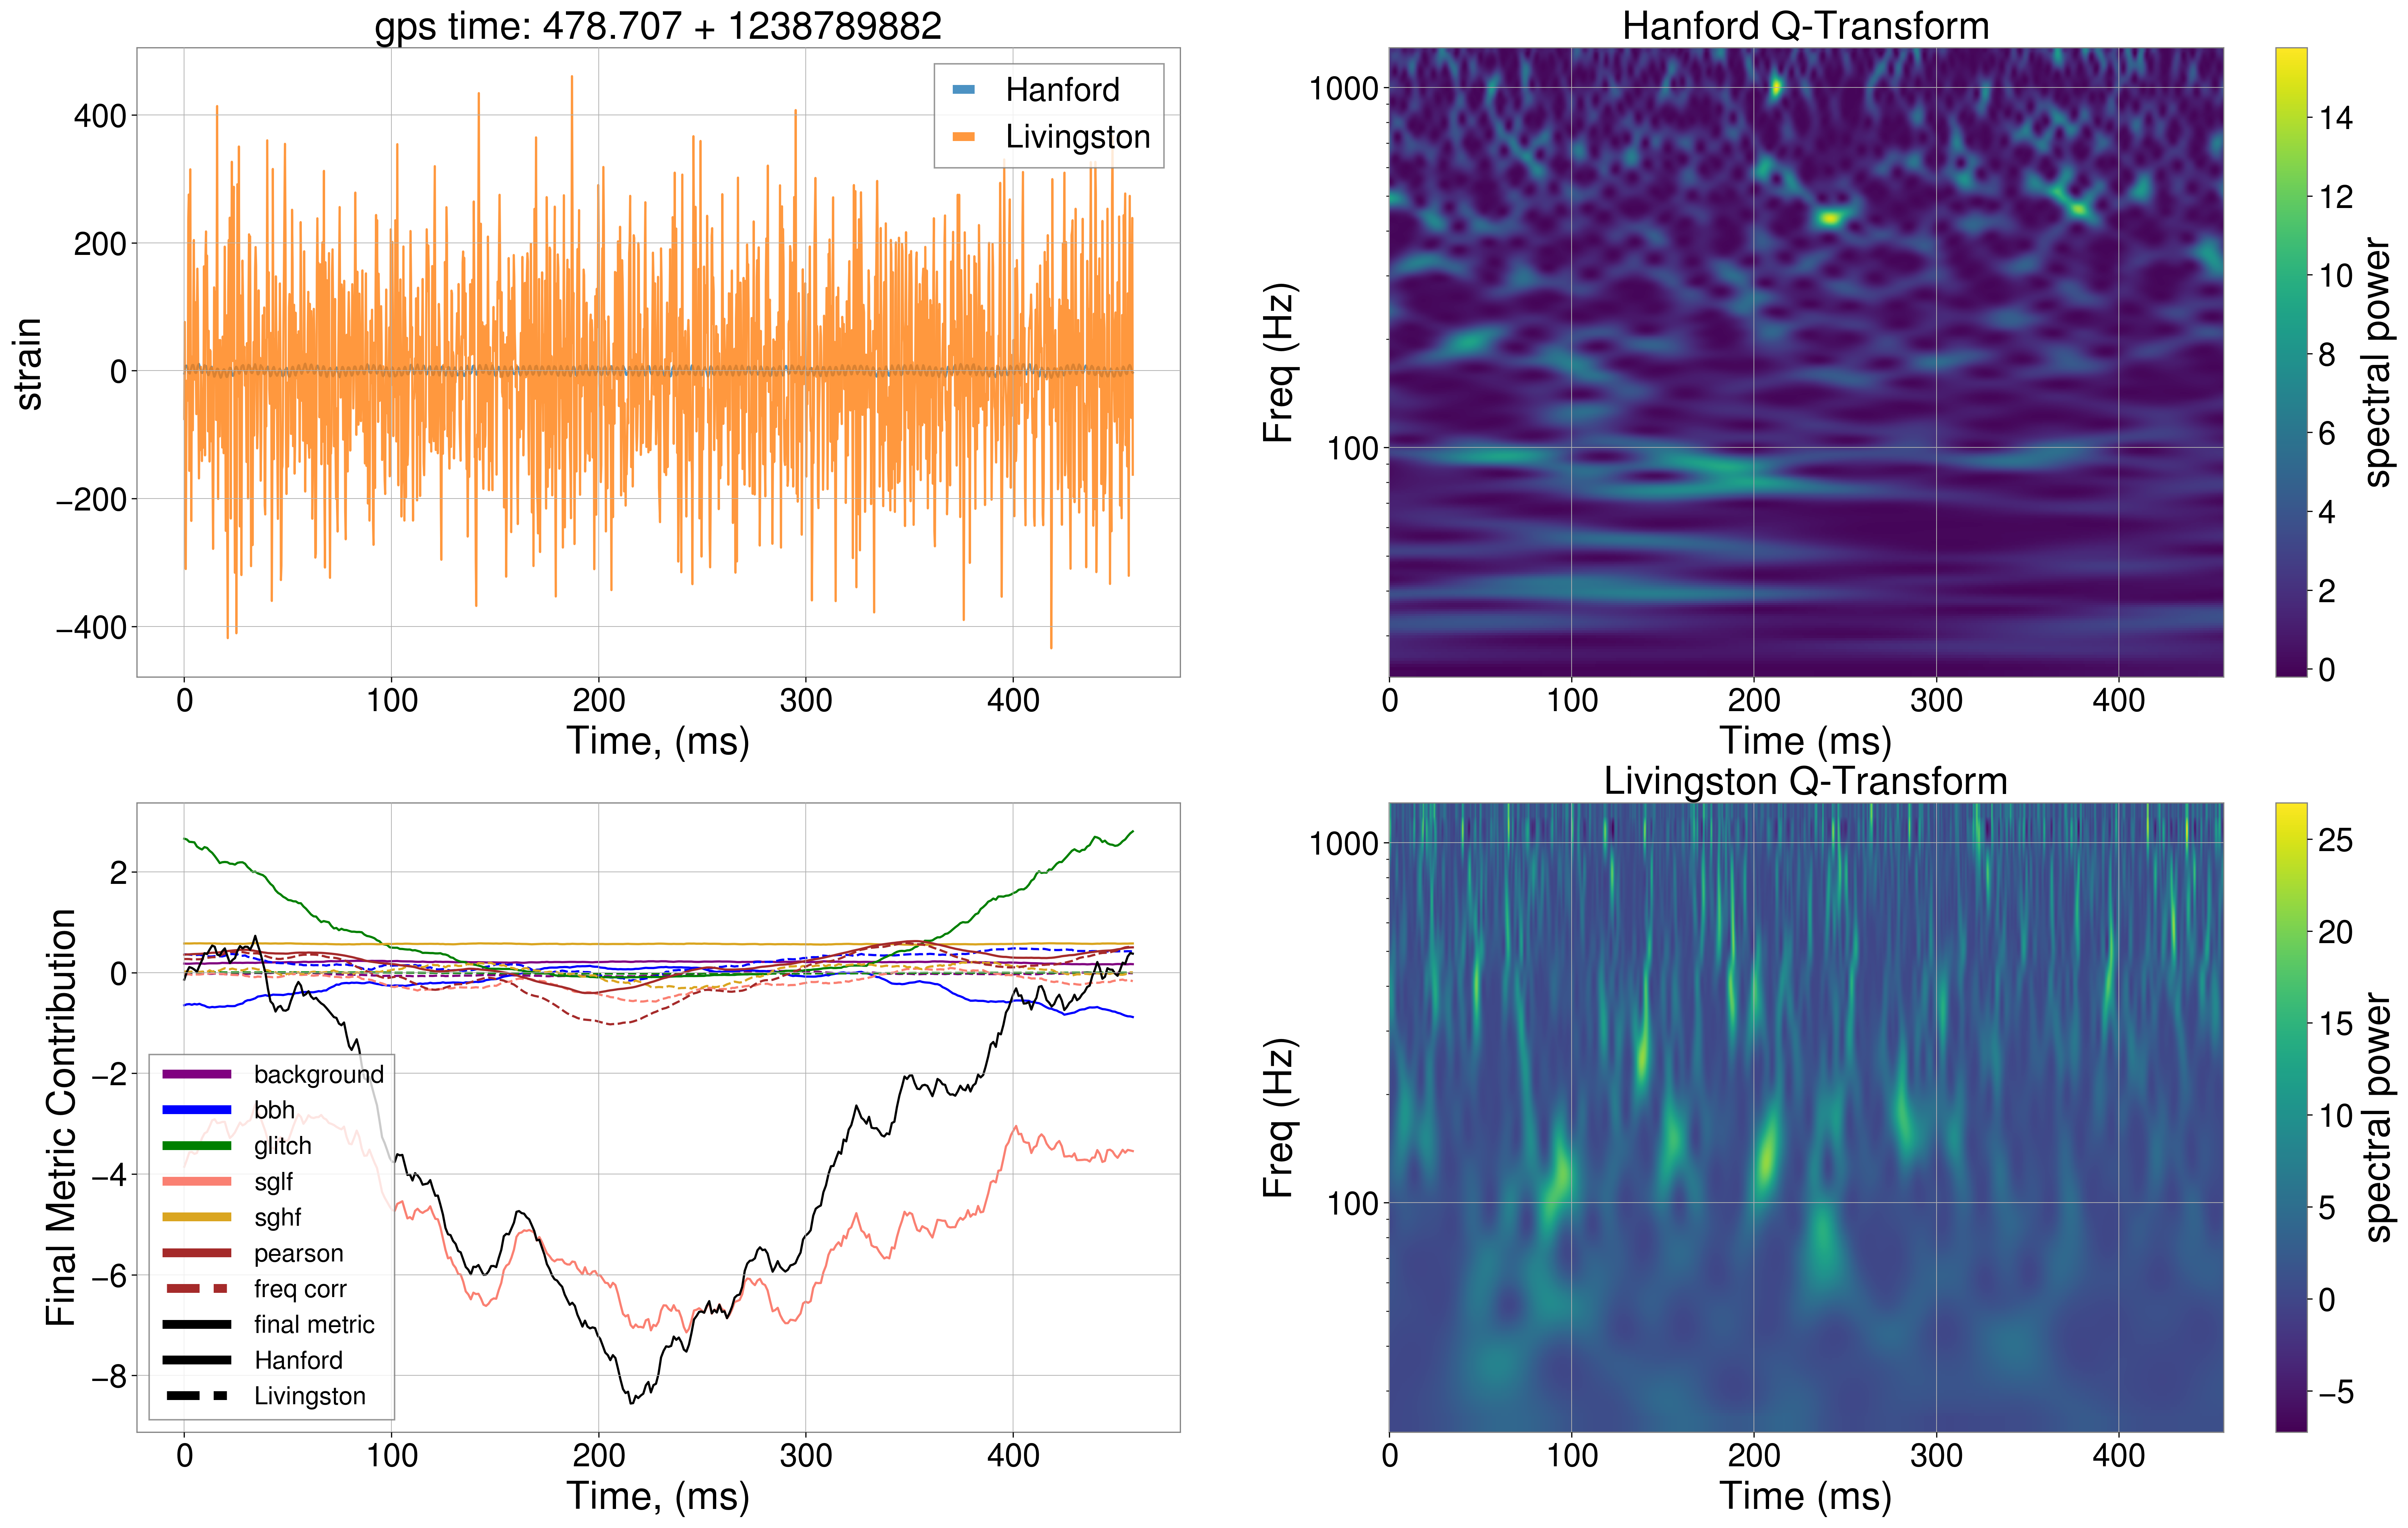 gps time: 478.707 + 1238789882
strain
400
200
0
−200
−400
Hanford
Livingston
0 100 200 300 400
Time, (ms)
Hanford Q-Transform
Freq (Hz)
1000
100
0 100 200 300 400
Time (ms)
14
12
10
8
6
4
2
0
spectral power
Final Metric Contribution
2
0
−2
−4
−6
−8
background
bbh
glitch
sglf
sghf
pearson
freq corr
final metric
Hanford
Livingston
0 100 200 300 400
Time, (ms)
Livingston Q-Transform
Freq (Hz)
1000
100
0 100 200 300 400
Time (ms)
25
20
15
10
5
0
−5
spectral power